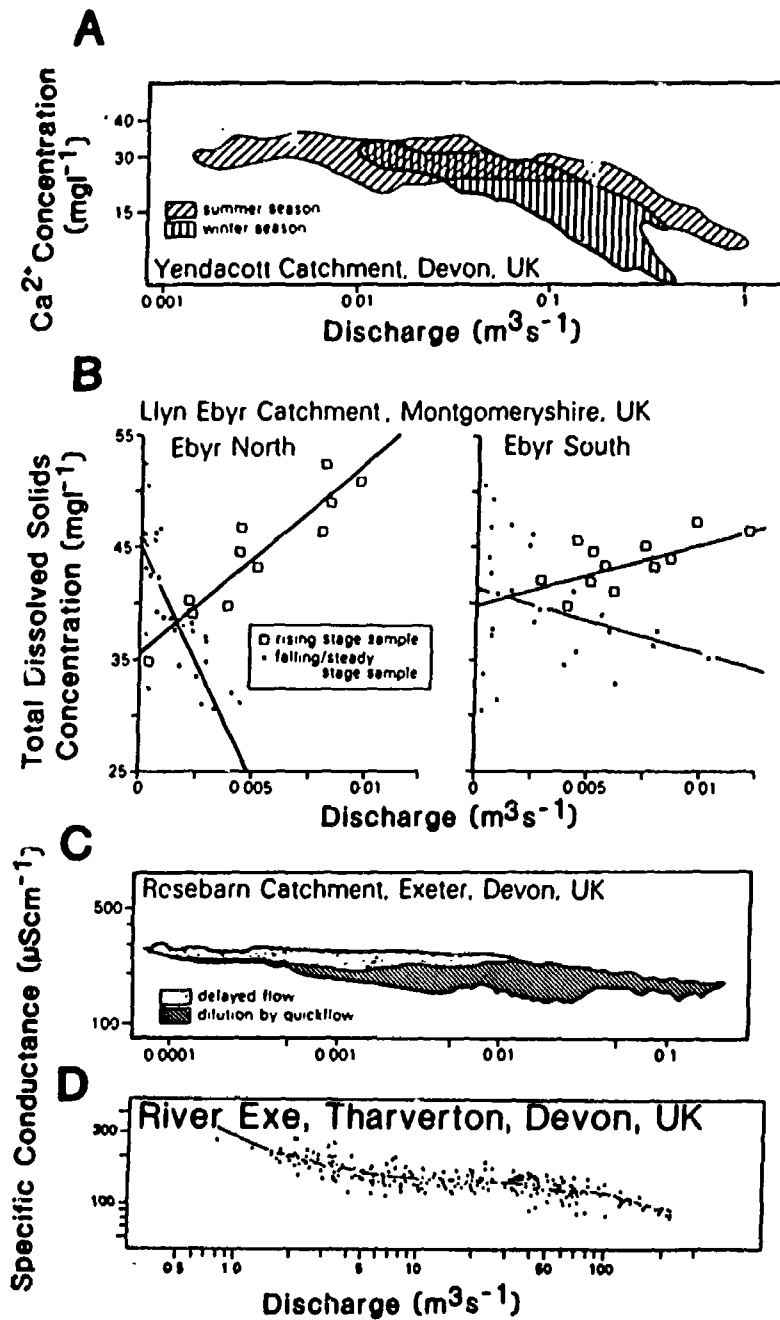 A
Ca²⁺ Concentration
(mgl⁻¹)
40
30
15
summer season
winter season
Yendacott Catchment, Devon, UK
0 001
0 01
0 1
1
Discharge (m³s⁻¹)
B
Llyn Ebyr Catchment, Montgomeryshire, UK
Ebyr North
Ebyr South
Total Dissolved Solids
Concentration (mgl⁻¹)
55
45
35
25
rising stage sample
falling/steady
stage sample
0
0·005
0·01
0
0·005
0·01
Discharge (m³s⁻¹)
C
Specific Conductance (µScm⁻¹)
Rosebarn Catchment, Exeter, Devon, UK
500
100
delayed flow
dilution by quickflow
0·0001
0·001
0·01
0·1
D
River Exe, Tharverton, Devon, UK
300
100
0 5
1 0
5
10
50
100
Discharge (m³s⁻¹)